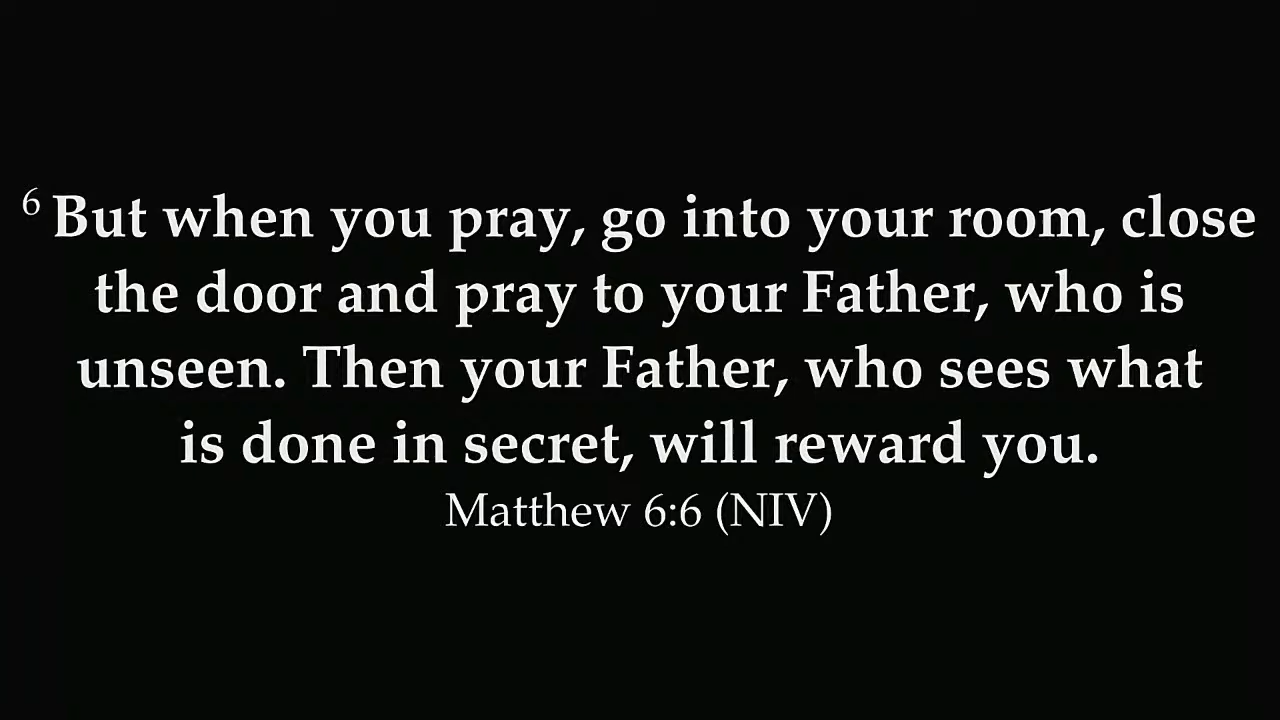 6 But when you pray, go into your room, close
the door and pray to your Father, who is
unseen. Then your Father, who sees what
is done in secret, will reward you.
Matthew 6:6 (NIV)